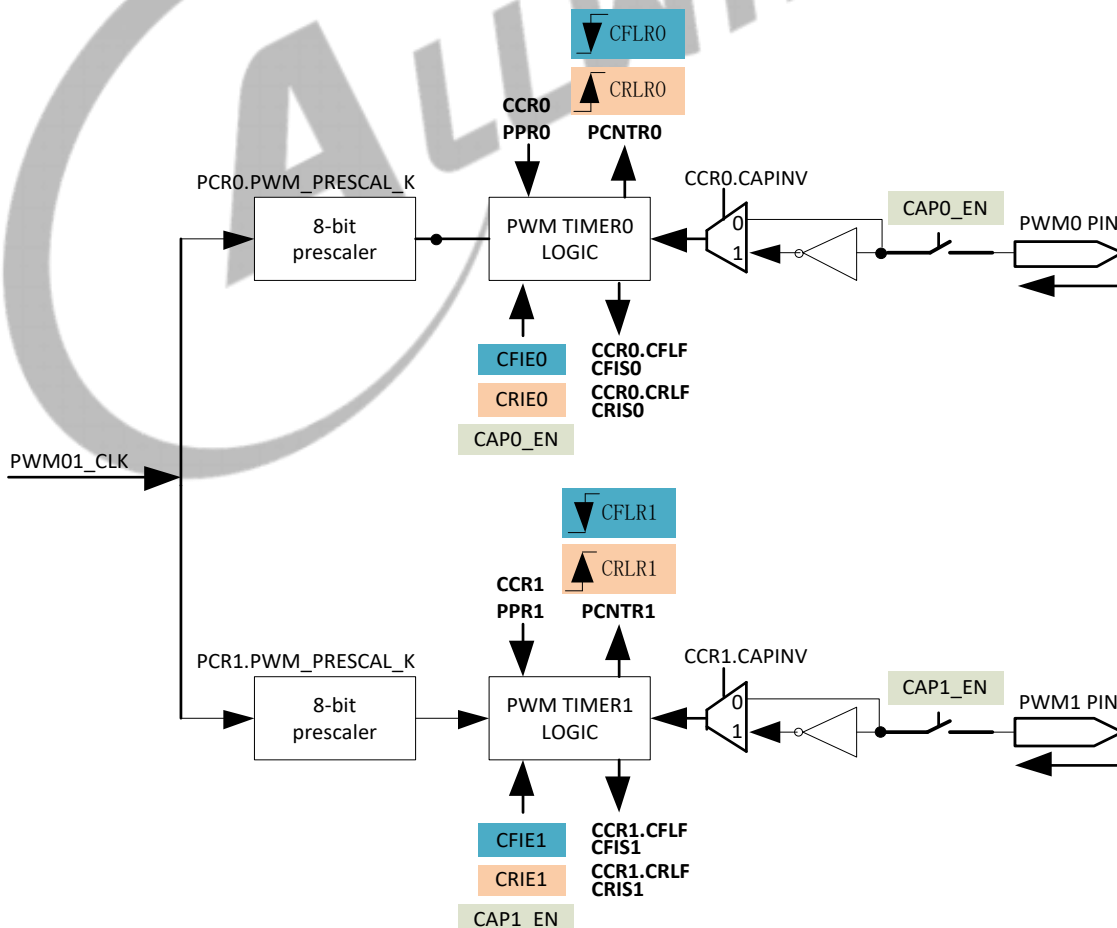 ALLWIN
CFLR0
CRLR0
CCR0
PPR0
PCNTR0
PCR0.PWM_PRESCAL_K
8-bit
prescaler
PWM TIMER0
LOGIC
CCR0.CAPINV
0
1
CAP0_EN
PWM0 PIN
CFIE0
CRIE0
CAP0_EN
CCR0.CFLF
CFIS0
CCR0.CRLF
CRIS0
PWM01_CLK
CFLR1
CRLR1
CCR1
PPR1
PCNTR1
PCR1.PWM_PRESCAL_K
8-bit
prescaler
PWM TIMER1
LOGIC
CCR1.CAPINV
0
1
CAP1_EN
PWM1 PIN
CFIE1
CRIE1
CAP1_EN
CCR1.CFLF
CFIS1
CCR1.CRLF
CRIS1